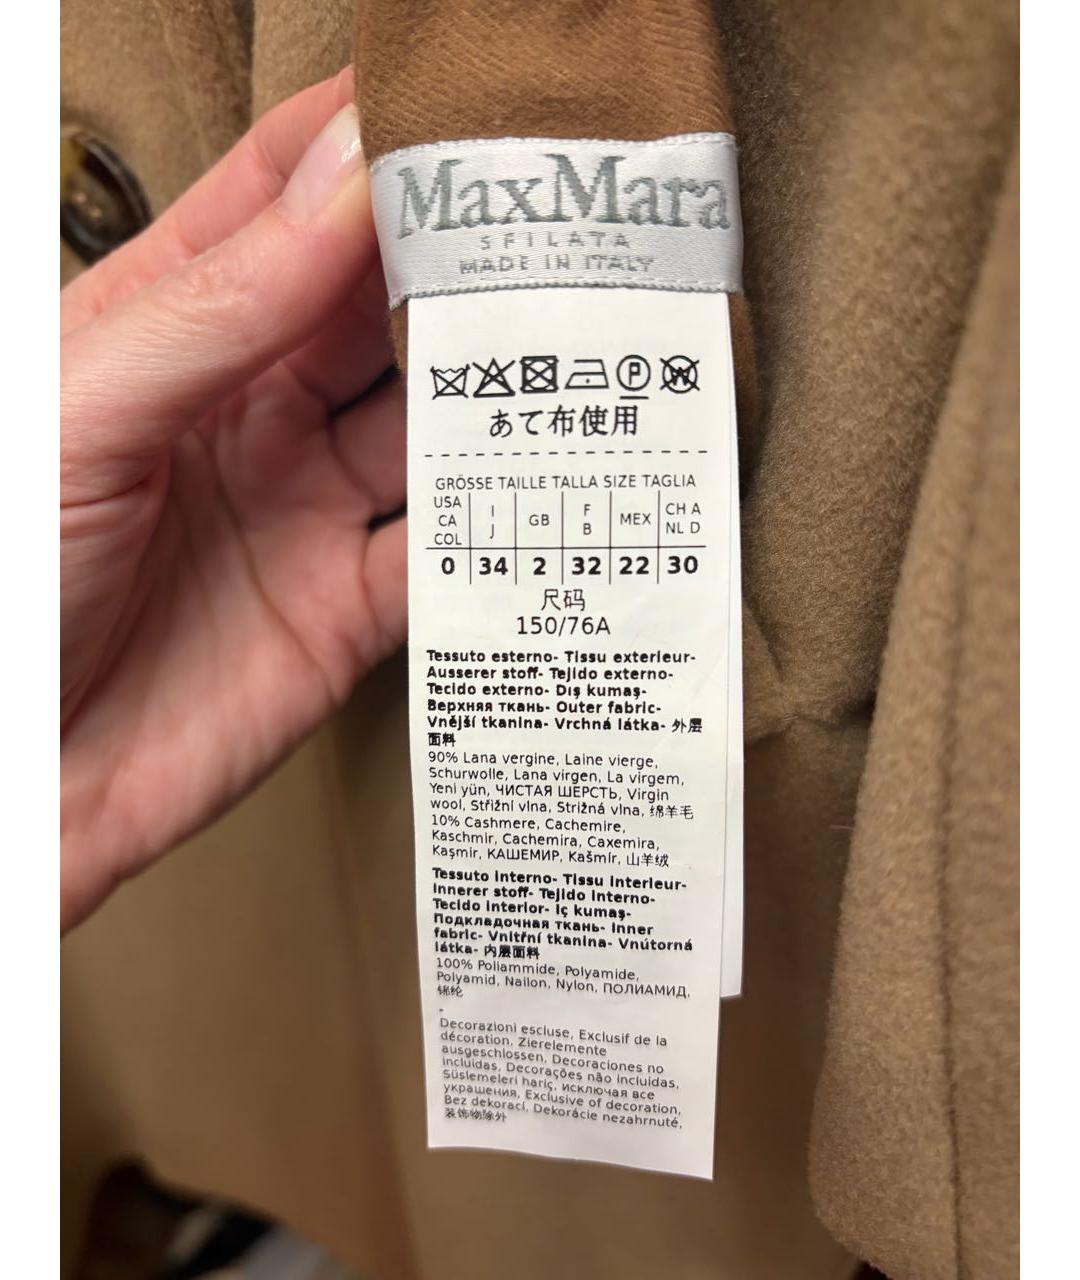 MaxMara
SFILATA
MADE IN ITALY
P W
あて布使用
GRÖSSE TAILLE TALLA SIZE TAGLIA
USA CA COL I J GB F B MEX CH A NL D
0 34 2 32 22 30
尺码
150/76A
Tessuto esterno- Tissu exterieur-
Ausserer stoff- Tejido externo-
Tecido externo- Dış kumaş-
Верхняя ткань- Outer fabric-
Vnější tkanina- Vrchná látka- 外层
面料
90% Lana vergine, Laine vierge,
Schurwolle, Lana virgen, La virgem,
Yeni yün, ЧИСТАЯ ШЕРСТЬ, Virgin
wool, Střižní vlna, Strižná vlna, 绵羊毛
10% Cashmere, Cachemire,
Kaschmir, Cachemira, Caxemira,
Kaşmir, КАШЕМИР, Kašmír, 山羊绒
Tessuto interno- Tissu interieur-
Innerer stoff- Tejido interno-
Tecido interior- İç kumaş-
Подкладочная ткань- Inner
fabric- Vnitřní tkanina- Vnútorná
látka- 内层面料
100% Poliammide, Polyamide,
Polyamid, Nailon, Nylon, ПОЛИАМИД,
锦纶
-
Decorazioni escluse, Exclusif de la
décoration, Zierelemente
ausgeschlossen, Decoraciones no
incluidas, Decorações não incluidas,
Süslemeleri hariç, исключая все
украшения, Exclusive of decoration,
Bez dekorací, Dekorácie nezahrnuté,
装饰物除外